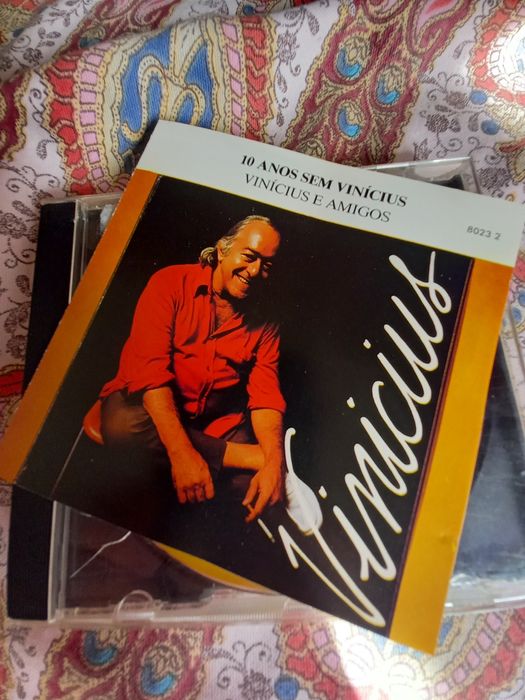 10 ANOS SEM VINÍCIUS
VINÍCIUS E AMIGOS
8023 2
Vinicius